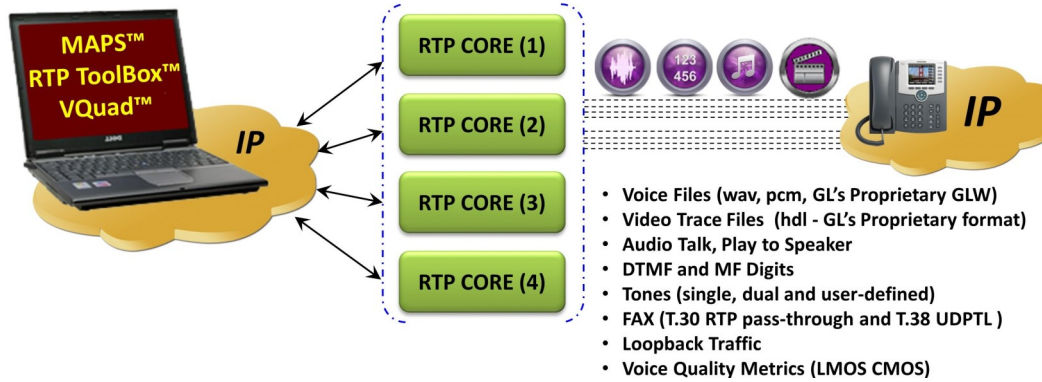 MAPS™
RTP ToolBox™
VQuad™
IP
RTP CORE (1)
RTP CORE (2)
RTP CORE (3)
RTP CORE (4)
123
456
IP
• Voice Files (wav, pcm, GL's Proprietary GLW)
• Video Trace Files (hdl - GL's Proprietary format)
• Audio Talk, Play to Speaker
• DTMF and MF Digits
• Tones (single, dual and user-defined)
• FAX (T.30 RTP pass-through and T.38 UDPTL )
• Loopback Traffic
• Voice Quality Metrics (LMOS CMOS)